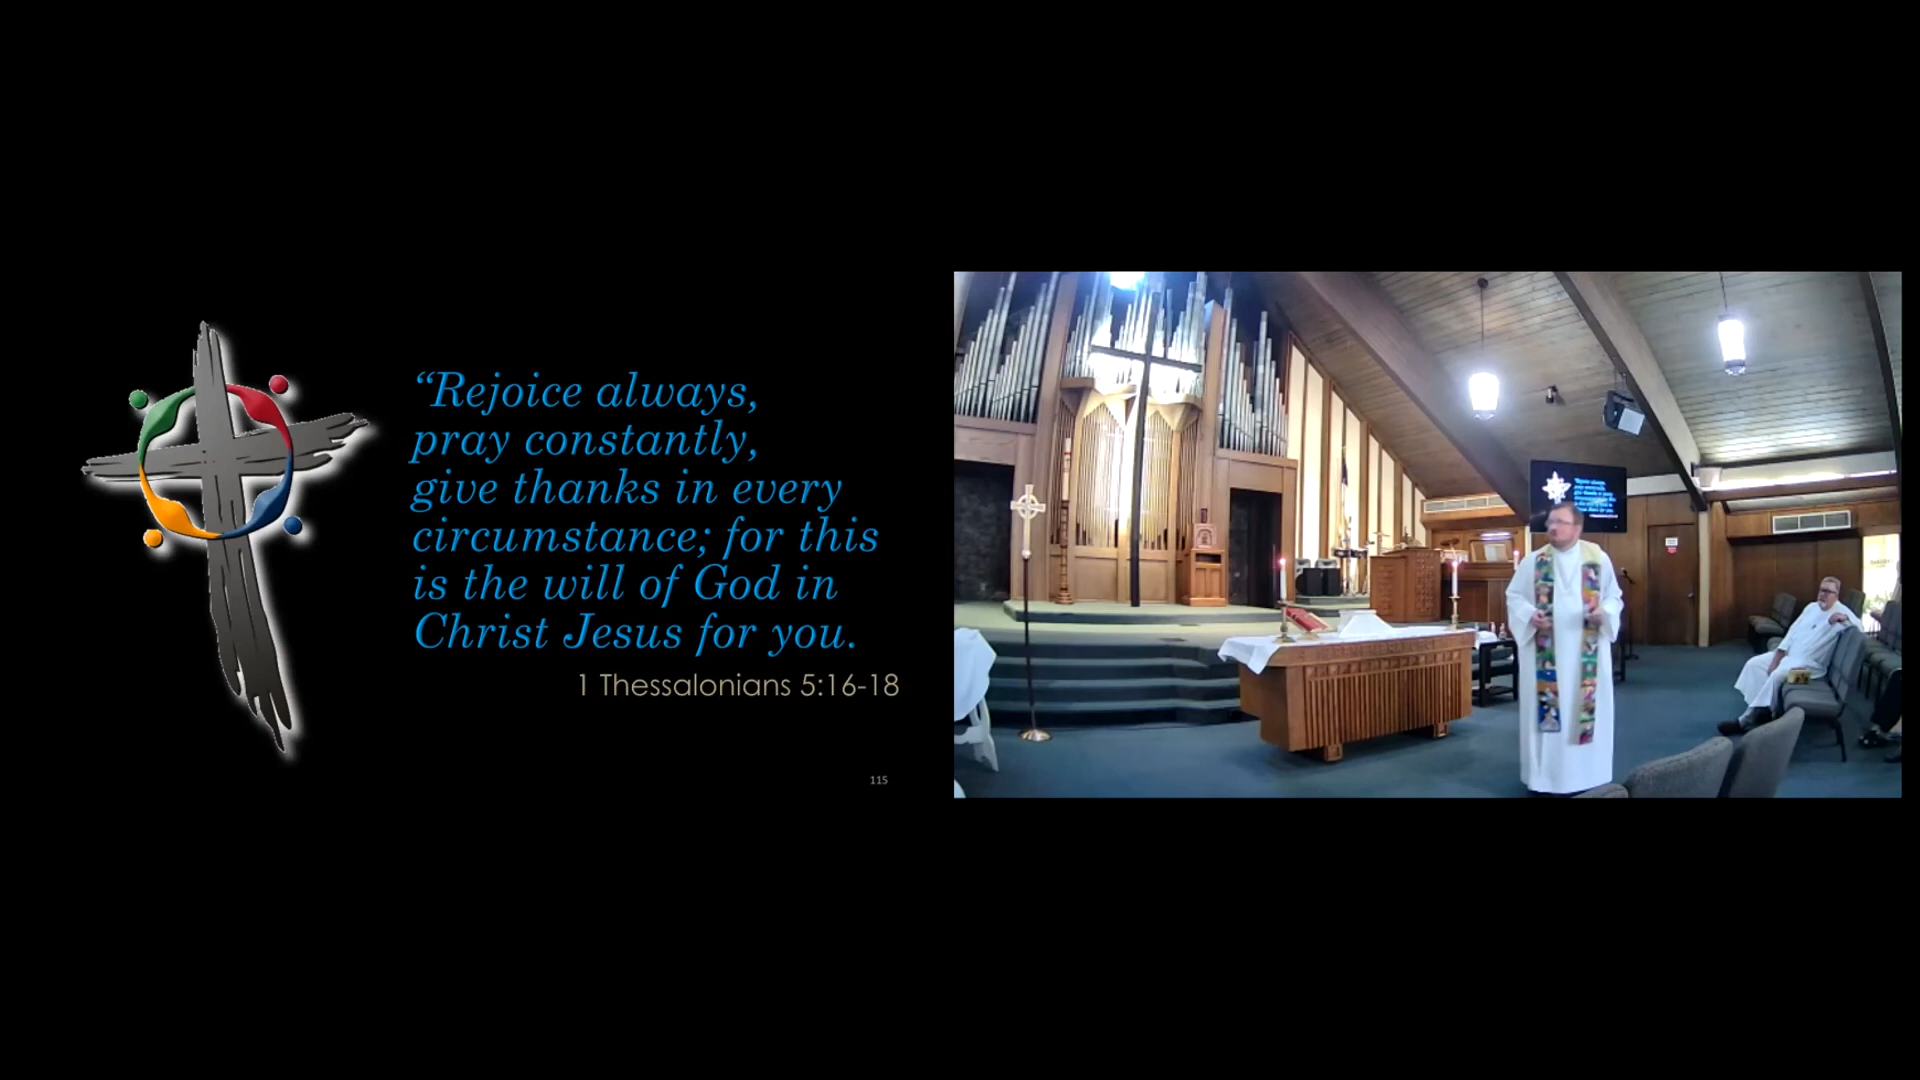 “Rejoice always,
pray constantly,
give thanks in every
circumstance; for this
is the will of God in
Christ Jesus for you.
1 Thessalonians 5:16-18
115